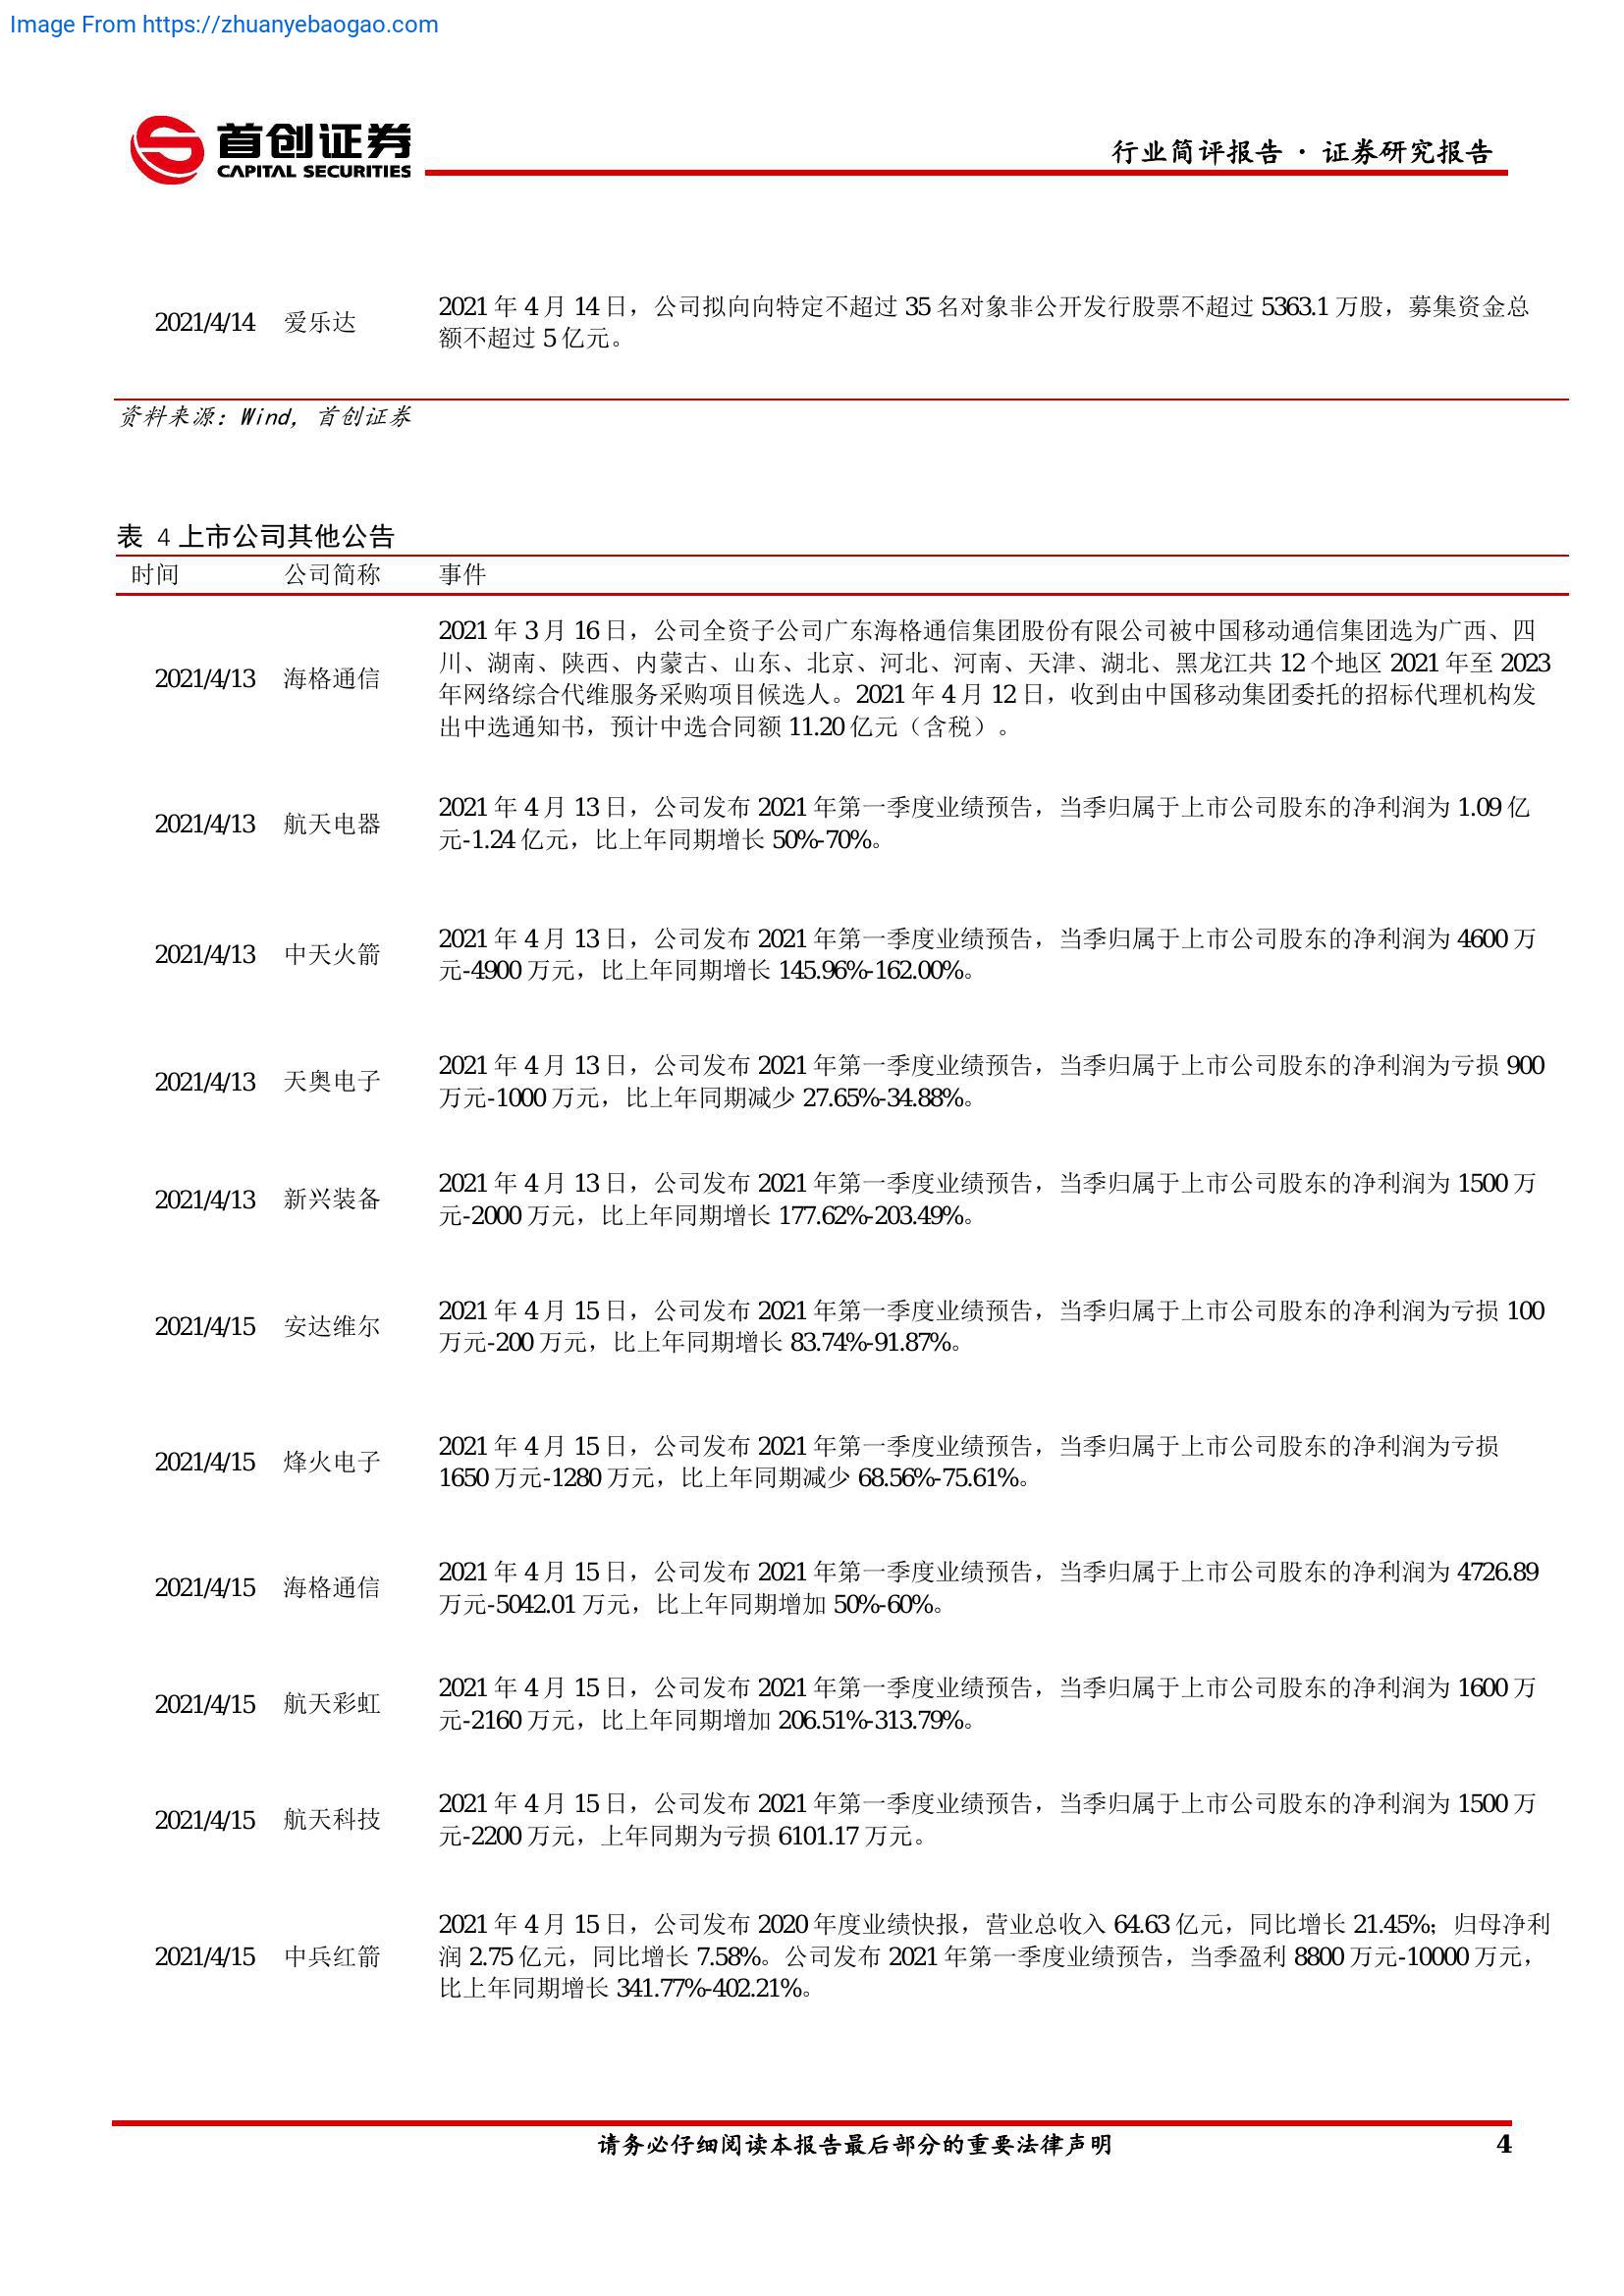 Image From https://zhuanyebaogao.com
首创证券
CAPITAL SECURITIES
行业简评报告 · 证券研究报告
2021/4/14 爱乐达 2021 年 4 月 14 日，公司拟向向特定不超过 35 名对象非公开发行股票不超过 5363.1 万股，募集资金总
额不超过 5 亿元。
资料来源：Wind，首创证券
表 4 上市公司其他公告
时间 公司简称 事件
2021/4/13 海格通信 2021 年 3 月 16 日，公司全资子公司广东海格通信集团股份有限公司被中国移动通信集团选为广西、四
川、湖南、陕西、内蒙古、山东、北京、河北、河南、天津、湖北、黑龙江共 12 个地区 2021 年至 2023
年网络综合代维服务采购项目候选人。2021 年 4 月 12 日，收到由中国移动集团委托的招标代理机构发
出中选通知书，预计中选合同额 11.20 亿元（含税）。
2021/4/13 航天电器 2021 年 4 月 13 日，公司发布 2021 年第一季度业绩预告，当季归属于上市公司股东的净利润为 1.09 亿
元-1.24 亿元，比上年同期增长 50%-70%。
2021/4/13 中天火箭 2021 年 4 月 13 日，公司发布 2021 年第一季度业绩预告，当季归属于上市公司股东的净利润为 4600 万
元-4900 万元，比上年同期增长 145.96%-162.00%。
2021/4/13 天奥电子 2021 年 4 月 13 日，公司发布 2021 年第一季度业绩预告，当季归属于上市公司股东的净利润为亏损 900
万元-1000 万元，比上年同期减少 27.65%-34.88%。
2021/4/13 新兴装备 2021 年 4 月 13 日，公司发布 2021 年第一季度业绩预告，当季归属于上市公司股东的净利润为 1500 万
元-2000 万元，比上年同期增长 177.62%-203.49%。
2021/4/15 安达维尔 2021 年 4 月 15 日，公司发布 2021 年第一季度业绩预告，当季归属于上市公司股东的净利润为亏损 100
万元-200 万元，比上年同期增长 83.74%-91.87%。
2021/4/15 烽火电子 2021 年 4 月 15 日，公司发布 2021 年第一季度业绩预告，当季归属于上市公司股东的净利润为亏损
1650 万元-1280 万元，比上年同期减少 68.56%-75.61%。
2021/4/15 海格通信 2021 年 4 月 15 日，公司发布 2021 年第一季度业绩预告，当季归属于上市公司股东的净利润为 4726.89
万元-5042.01 万元，比上年同期增加 50%-60%。
2021/4/15 航天彩虹 2021 年 4 月 15 日，公司发布 2021 年第一季度业绩预告，当季归属于上市公司股东的净利润为 1600 万
元-2160 万元，比上年同期增加 206.51%-313.79%。
2021/4/15 航天科技 2021 年 4 月 15 日，公司发布 2021 年第一季度业绩预告，当季归属于上市公司股东的净利润为 1500 万
元-2200 万元，上年同期为亏损 6101.17 万元。
2021/4/15 中兵红箭 2021 年 4 月 15 日，公司发布 2020 年度业绩快报，营业总收入 64.63 亿元，同比增长 21.45%；归母净利
润 2.75 亿元，同比增长 7.58%。公司发布 2021 年第一季度业绩预告，当季盈利 8800 万元-10000 万元，
比上年同期增长 341.77%-402.21%。
请务必仔细阅读本报告最后部分的重要法律声明 4